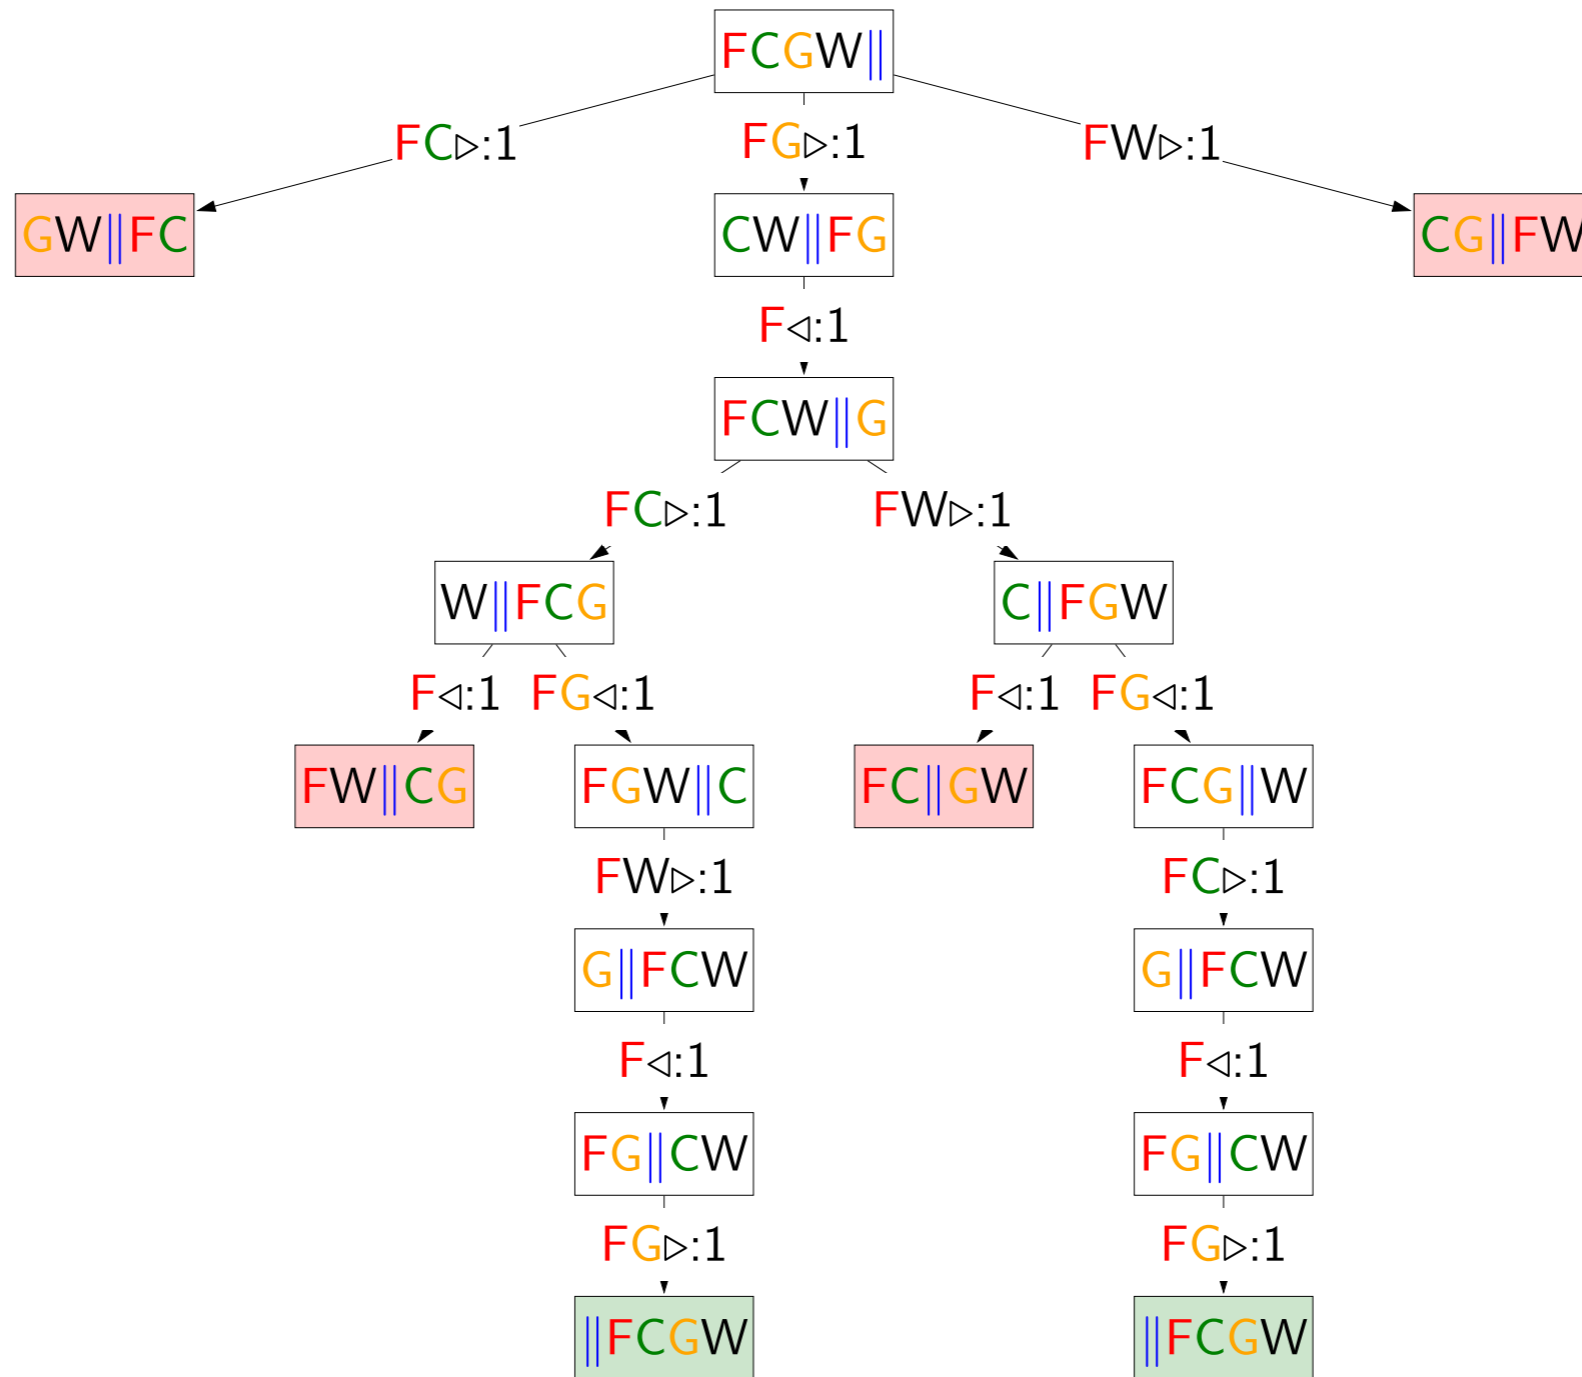 FCGW||
FC▷:1 FG▷:1 FW▷:1
GW||FC CW||FG CG||FW
F◁:1
FCW||G
FC▷:1 FW▷:1
W||FCG C||FGW
F◁:1 FG◁:1 F◁:1 FG◁:1
FW||CG FGW||C FC||GW FCG||W
FW▷:1 FC▷:1
G||FCW G||FCW
F◁:1 F◁:1
FG||CW FG||CW
FG▷:1 FG▷:1
||FCGW ||FCGW